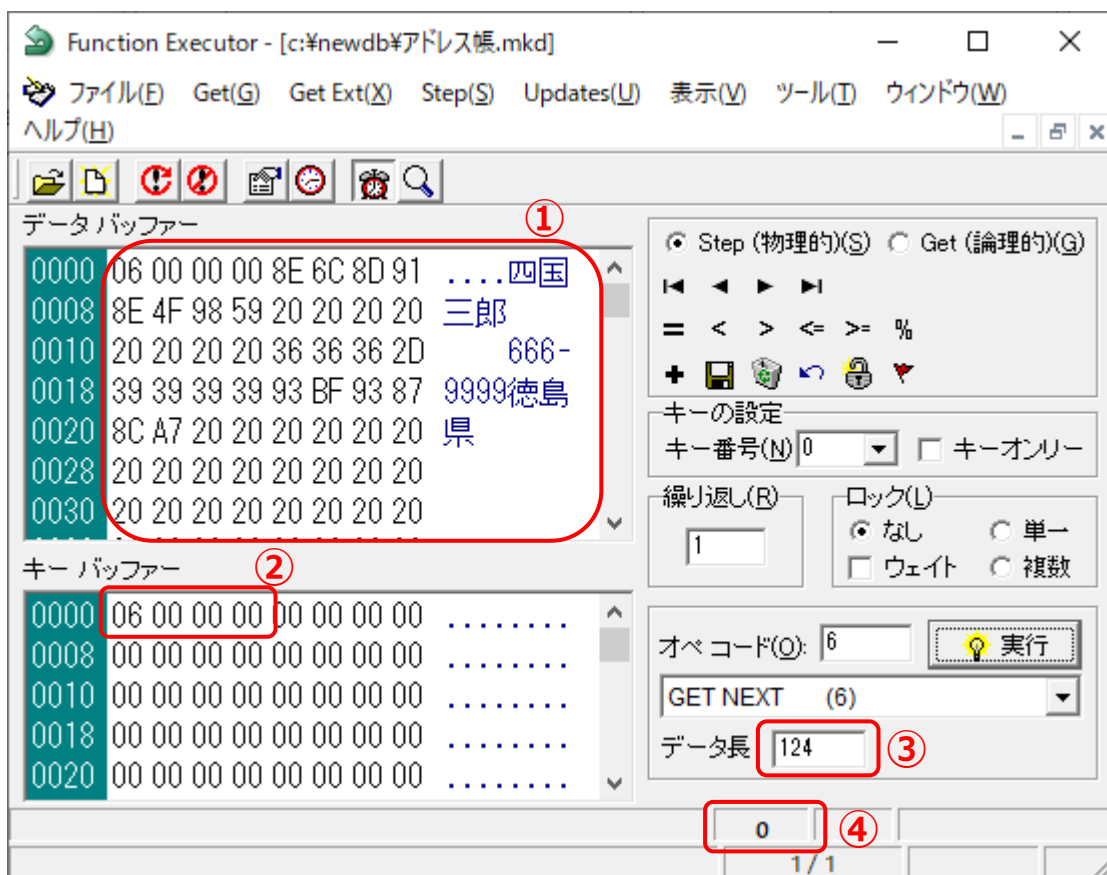 Function Executor - [c:¥newdb¥アドレス帳.mkd]
ファイル(F) Get(G) Get Ext(X) Step(S) Updates(U) 表示(V) ツール(T) ウィンドウ(W)
ヘルプ(H)
データ バッファー
①
0000 06 00 00 00 8E 6C 8D 91 ....四国
0008 8E 4F 98 59 20 20 20 20 三郎
0010 20 20 20 20 36 36 36 2D 666-
0018 39 39 39 39 93 BF 93 87 9999徳島
0020 8C A7 20 20 20 20 20 20 県
0028 20 20 20 20 20 20 20 20
0030 20 20 20 20 20 20 20 20
キー バッファー
②
0000 06 00 00 00 00 00 00 00 ........
0008 00 00 00 00 00 00 00 00 ........
0010 00 00 00 00 00 00 00 00 ........
0018 00 00 00 00 00 00 00 00 ........
0020 00 00 00 00 00 00 00 00 ........
Step (物理的)(S) Get (論理的)(G)
= < > <= >= %
キーの設定
キー番号(N) 0 キーオンリー
繰り返し(R)
1
ロック(L)
なし 単一
ウェイト 複数
オペ コード(O): 6 実行
GET NEXT (6)
データ長 124 ③
0 ④
1 / 1